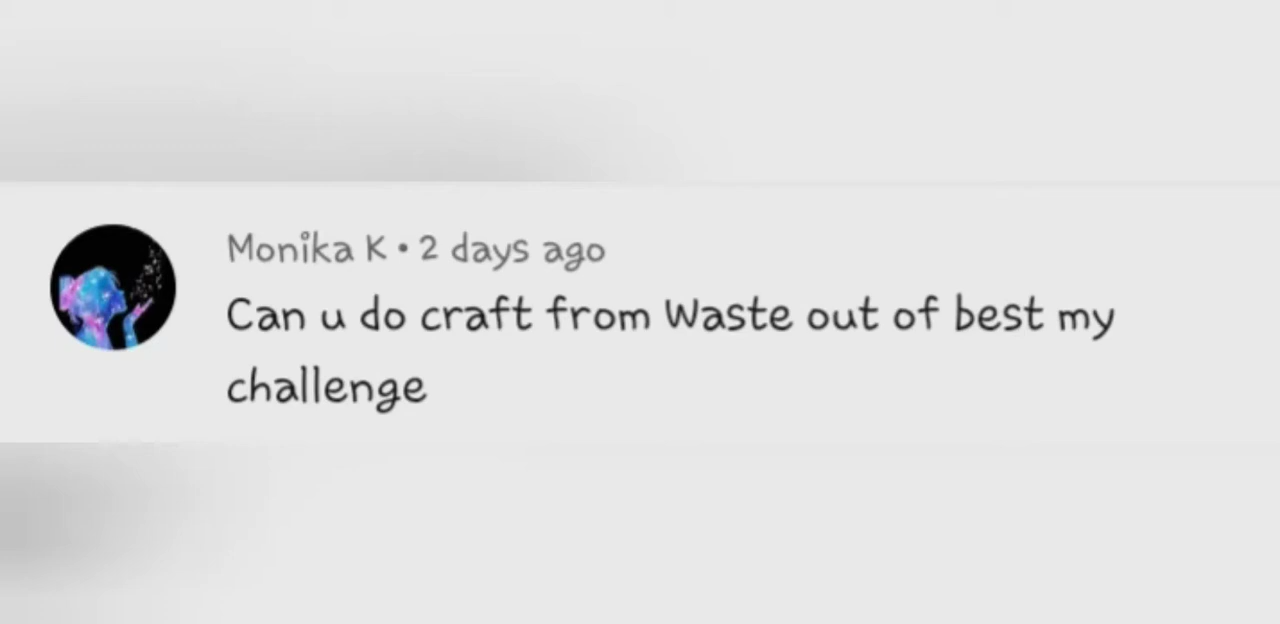 Monika K • 2 days ago
Can u do craft from Waste out of best my
challenge